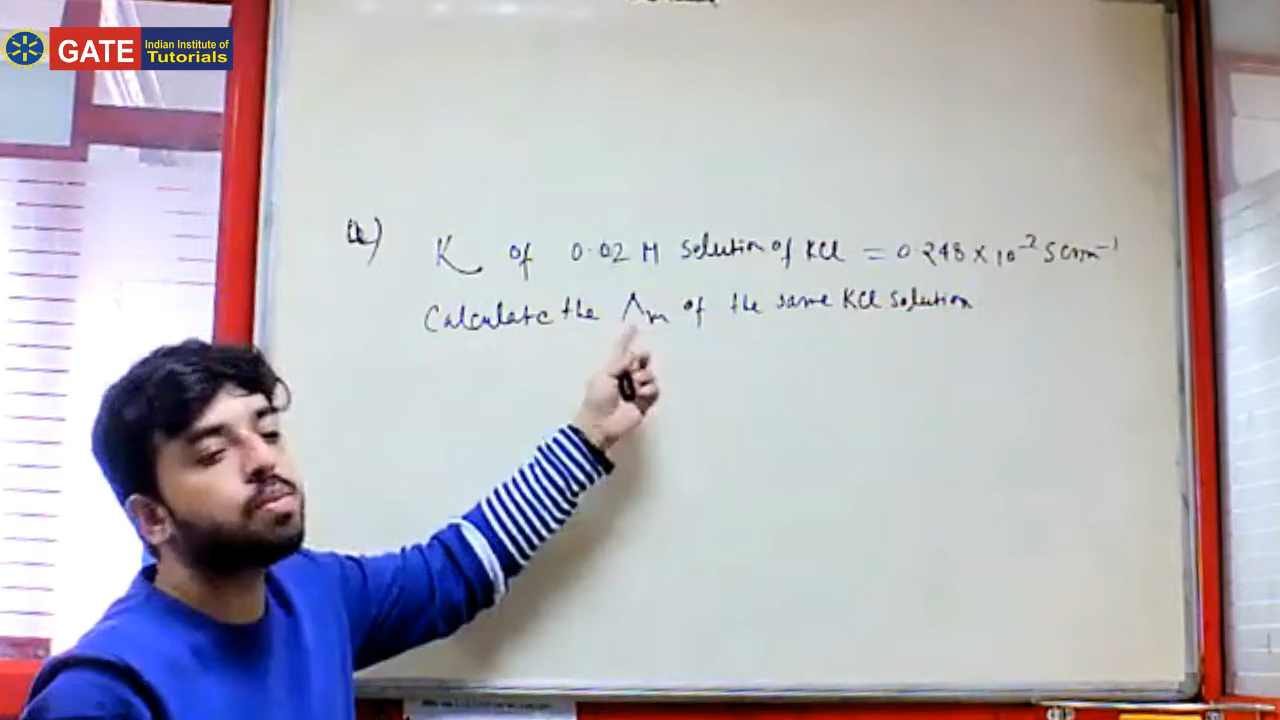 GATE
Indian Institute of
Tutorials
Q) K of 0.02 M solution of KCl = 0.248 × 10⁻² S cm⁻¹
Calculate the Λm of the same KCl solution